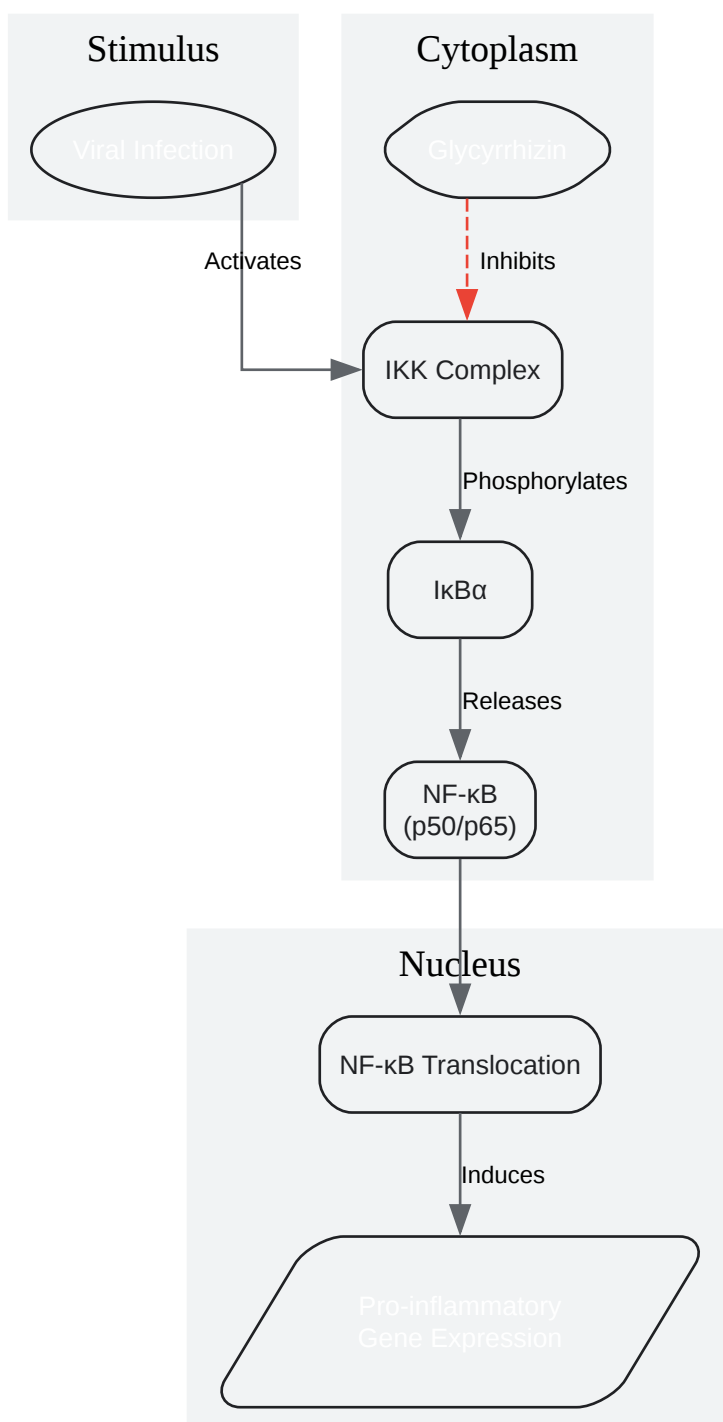 Stimulus
Cytoplasm
Viral Infection
Glycyrrhizin
Activates
Inhibits
IKK Complex
Phosphorylates
IκBα
Releases
NF-κB
(p50/p65)
Nucleus
NF-κB Translocation
Induces
Pro-inflammatory
Gene Expression